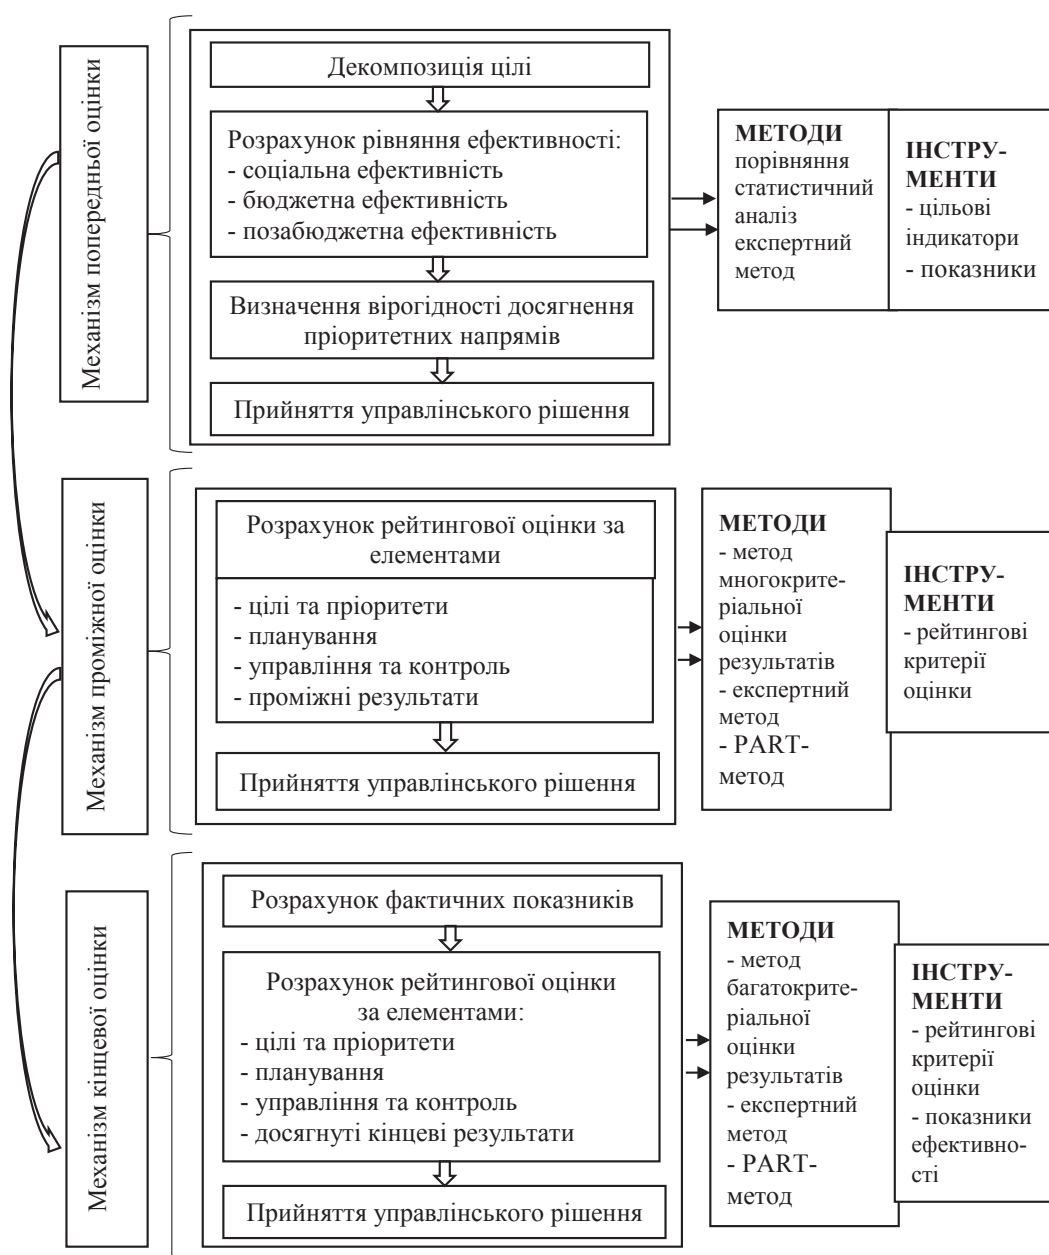 Механізм попередньої оцінки
Декомпозиція цілі
Розрахунок рівняння ефективності:
- соціальна ефективність
- бюджетна ефективність
- позабюджетна ефективність
Визначення вірогідності досягнення
пріоритетних напрямів
Прийняття управлінського рішення
МЕТОДИ
порівняння
статистичний
аналіз
експертний
метод
ІНСТРУ-
МЕНТИ
- цільові
індикатори
- показники
Механізм проміжної оцінки
Розрахунок рейтингової оцінки за
елементами
- цілі та пріоритети
- планування
- управління та контроль
- проміжні результати
Прийняття управлінського рішення
МЕТОДИ
- метод
многокрите-
ріальної
оцінки
результатів
- експертний
метод
- PART-
метод
ІНСТРУ-
МЕНТИ
- рейтингові
критерії
оцінки
Механізм кінцевої оцінки
Розрахунок фактичних показників
Розрахунок рейтингової оцінки
за елементами:
- цілі та пріоритети
- планування
- управління та контроль
- досягнуті кінцеві результати
Прийняття управлінського рішення
МЕТОДИ
- метод
багатокрите-
ріальної
оцінки
результатів
- експертний
метод
- PART-
метод
ІНСТРУ-
МЕНТИ
- рейтингові
критерії
оцінки
- показники
ефективно-
сті